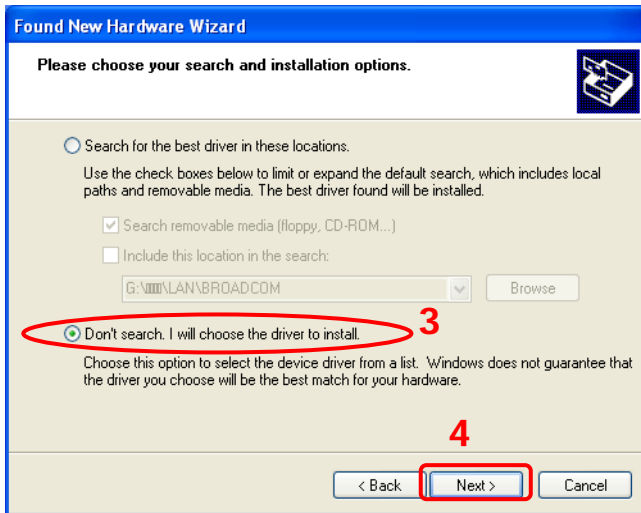 Found New Hardware Wizard
Please choose your search and installation options.
Search for the best driver in these locations.
Use the check boxes below to limit or expand the default search, which includes local
paths and removable media. The best driver found will be installed.
Search removable media (floppy, CD-ROM...)
Include this location in the search:
G:\\LAN\BROADCOM
Browse
3
Don't search. I will choose the driver to install.
Choose this option to select the device driver from a list. Windows does not guarantee that
the driver you choose will be the best match for your hardware.
4
< Back
Next >
Cancel